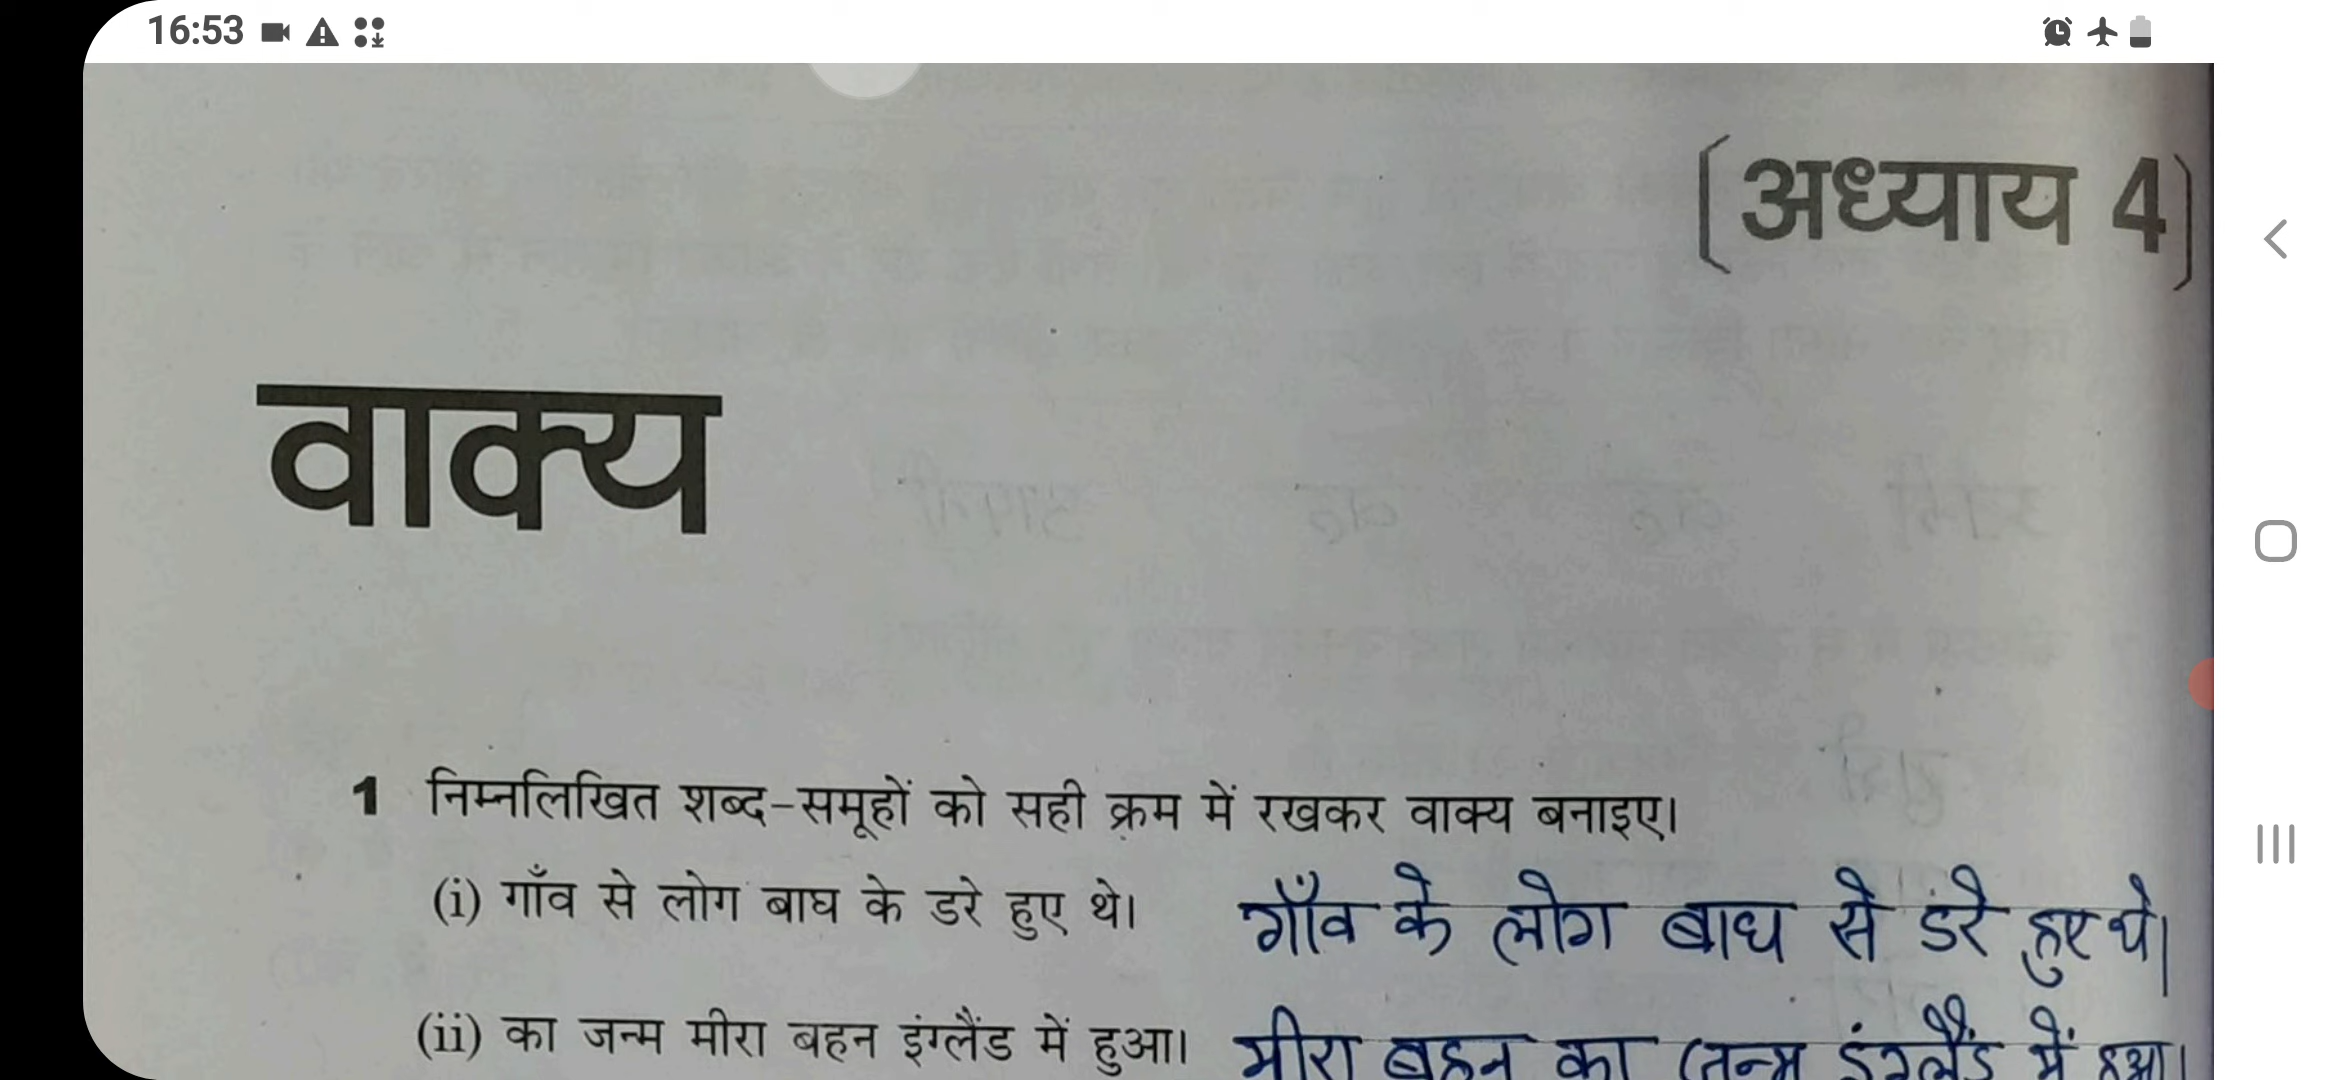 16:53
(अध्याय 4)
वाक्य
1 निम्नलिखित शब्द-समूहों को सही क्रम में रखकर वाक्य बनाइए।
(i) गाँव से लोग बाघ के डरे हुए थे। गाँव के लोग बाघ से डरे हुए थे।
(ii) का जन्म मीरा बहन इंग्लैंड में हुआ। मीरा बहन का जन्म इंग्लैंड में हुआ।